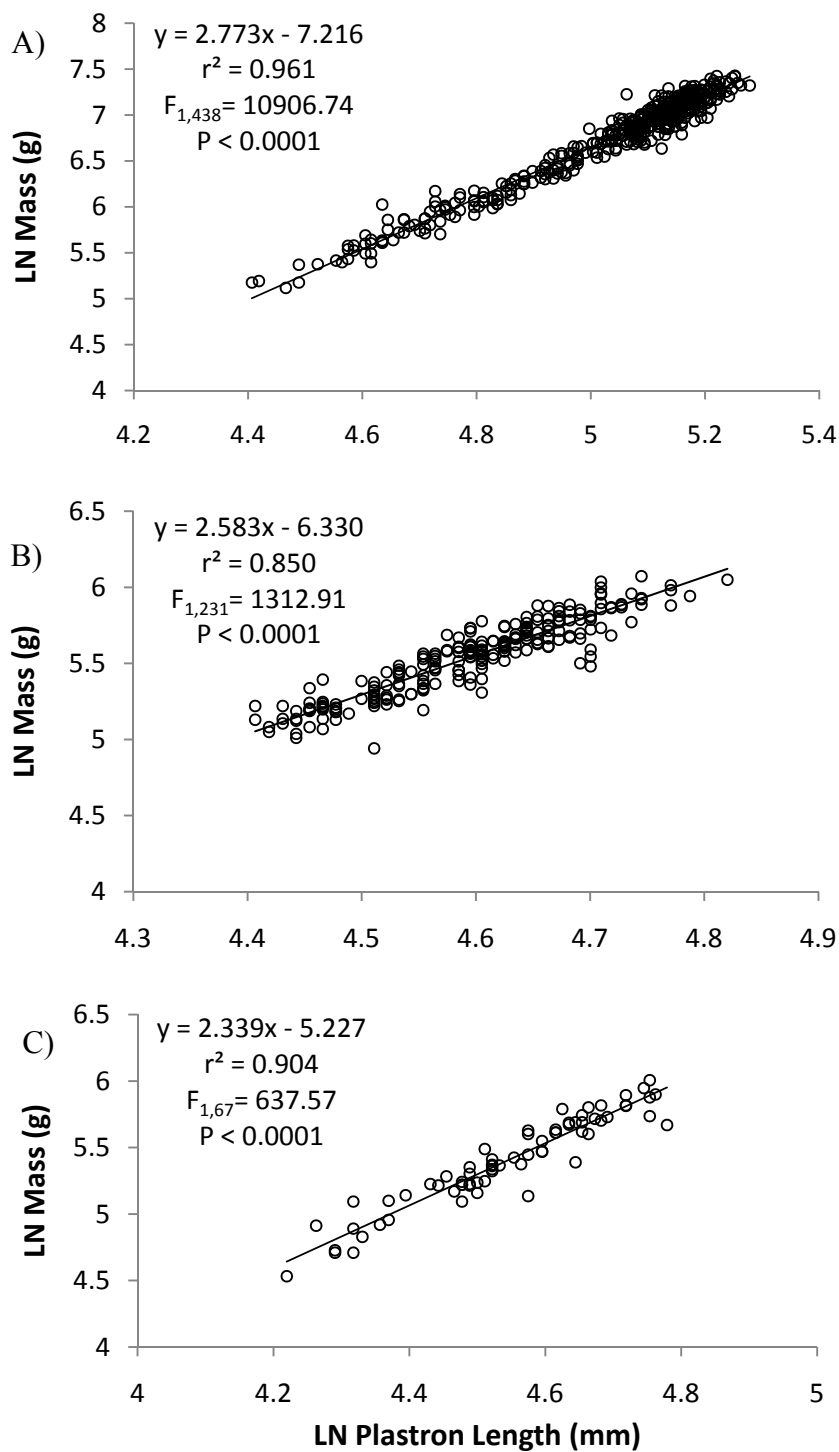 A)
y = 2.773x - 7.216
r² = 0.961
F1,438= 10906.74
P < 0.0001
LN Mass (g)
8
7.5
7
6.5
6
5.5
5
4.5
4
4.2 4.4 4.6 4.8 5 5.2 5.4
B)
y = 2.583x - 6.330
r² = 0.850
F1,231= 1312.91
P < 0.0001
LN Mass (g)
6.5
6
5.5
5
4.5
4
4.3 4.4 4.5 4.6 4.7 4.8 4.9
C)
y = 2.339x - 5.227
r² = 0.904
F1,67= 637.57
P < 0.0001
LN Mass (g)
6.5
6
5.5
5
4.5
4
4 4.2 4.4 4.6 4.8 5
LN Plastron Length (mm)